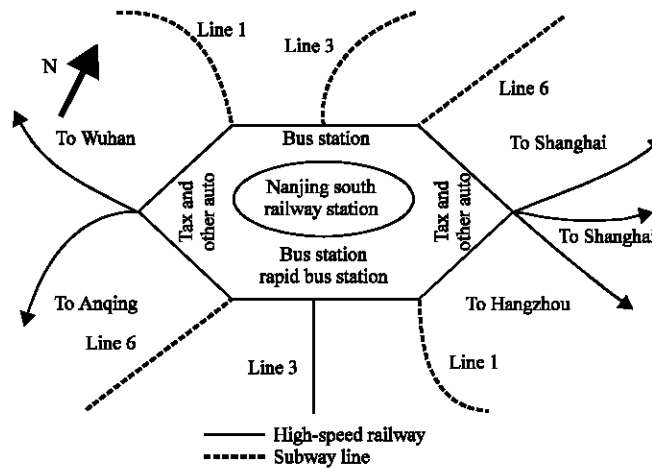 Line 1
Line 3
N
Line 6
To Wuhan
Bus station
To Shanghai
Tax and
other auto
Nanjing south
railway station
Tax and
other auto
To Shanghai
Bus station
rapid bus station
To Anqing
To Hangzhou
Line 6
Line 3
Line 1
High-speed railway
Subway line